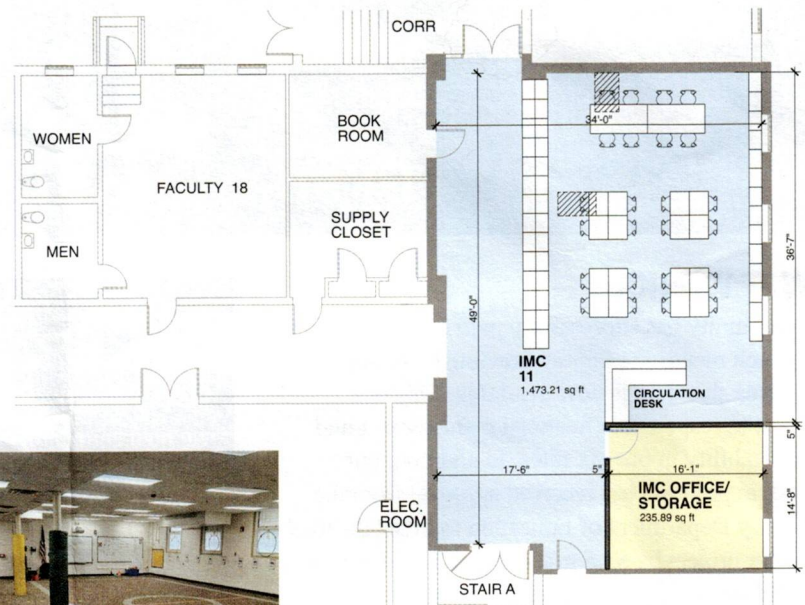 CORR
WOMEN
BOOK
ROOM
34'-0"
FACULTY 18
SUPPLY
CLOSET
MEN
49'-0"
36'-7"
IMC
11
1,473.21 sq ft
CIRCULATION
DESK
5"
17'-6"
5"
16'-1"
ELEC.
ROOM
IMC OFFICE/
STORAGE
235.89 sq ft
14'-8"
STAIR A